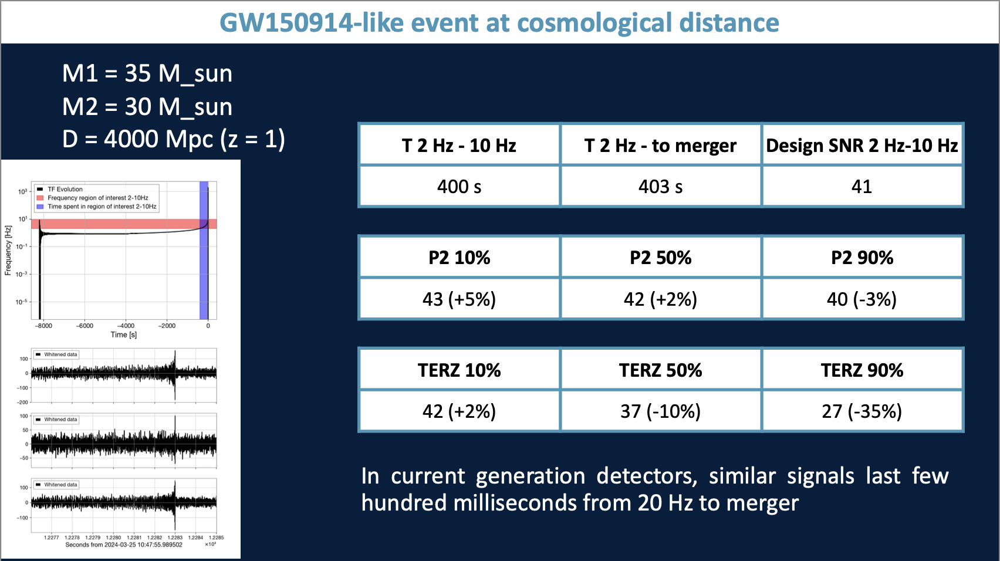 GW150914-like event at cosmological distance
M1 = 35 M_sun
M2 = 30 M_sun
D = 4000 Mpc (z = 1)
T 2 Hz - 10 Hz
T 2 Hz - to merger
Design SNR 2 Hz-10 Hz
400 s
403 s
41
P2 10%
P2 50%
P2 90%
43 (+5%)
42 (+2%)
40 (-3%)
TERZ 10%
TERZ 50%
TERZ 90%
42 (+2%)
37 (-10%)
27 (-35%)
In current generation detectors, similar signals last few
hundred milliseconds from 20 Hz to merger
TF Evolution
Frequency region of interest 2-10Hz
Time spent in region of interest 2-10Hz
Frequency [Hz]
10³
10¹
10⁻¹
10⁻³
10⁻⁵
−8000 −6000 −4000 −2000 0
Time [s]
Whitened data
100
0
−100
−200
Whitened data
100
50
0
−50
Whitened data
100
0
−100
1.2277 1.2278 1.2279 1.2280 1.2281 1.2282 1.2283 1.2284 1.2285
Seconds from 2024-03-25 10:47:55.989502
×10⁴